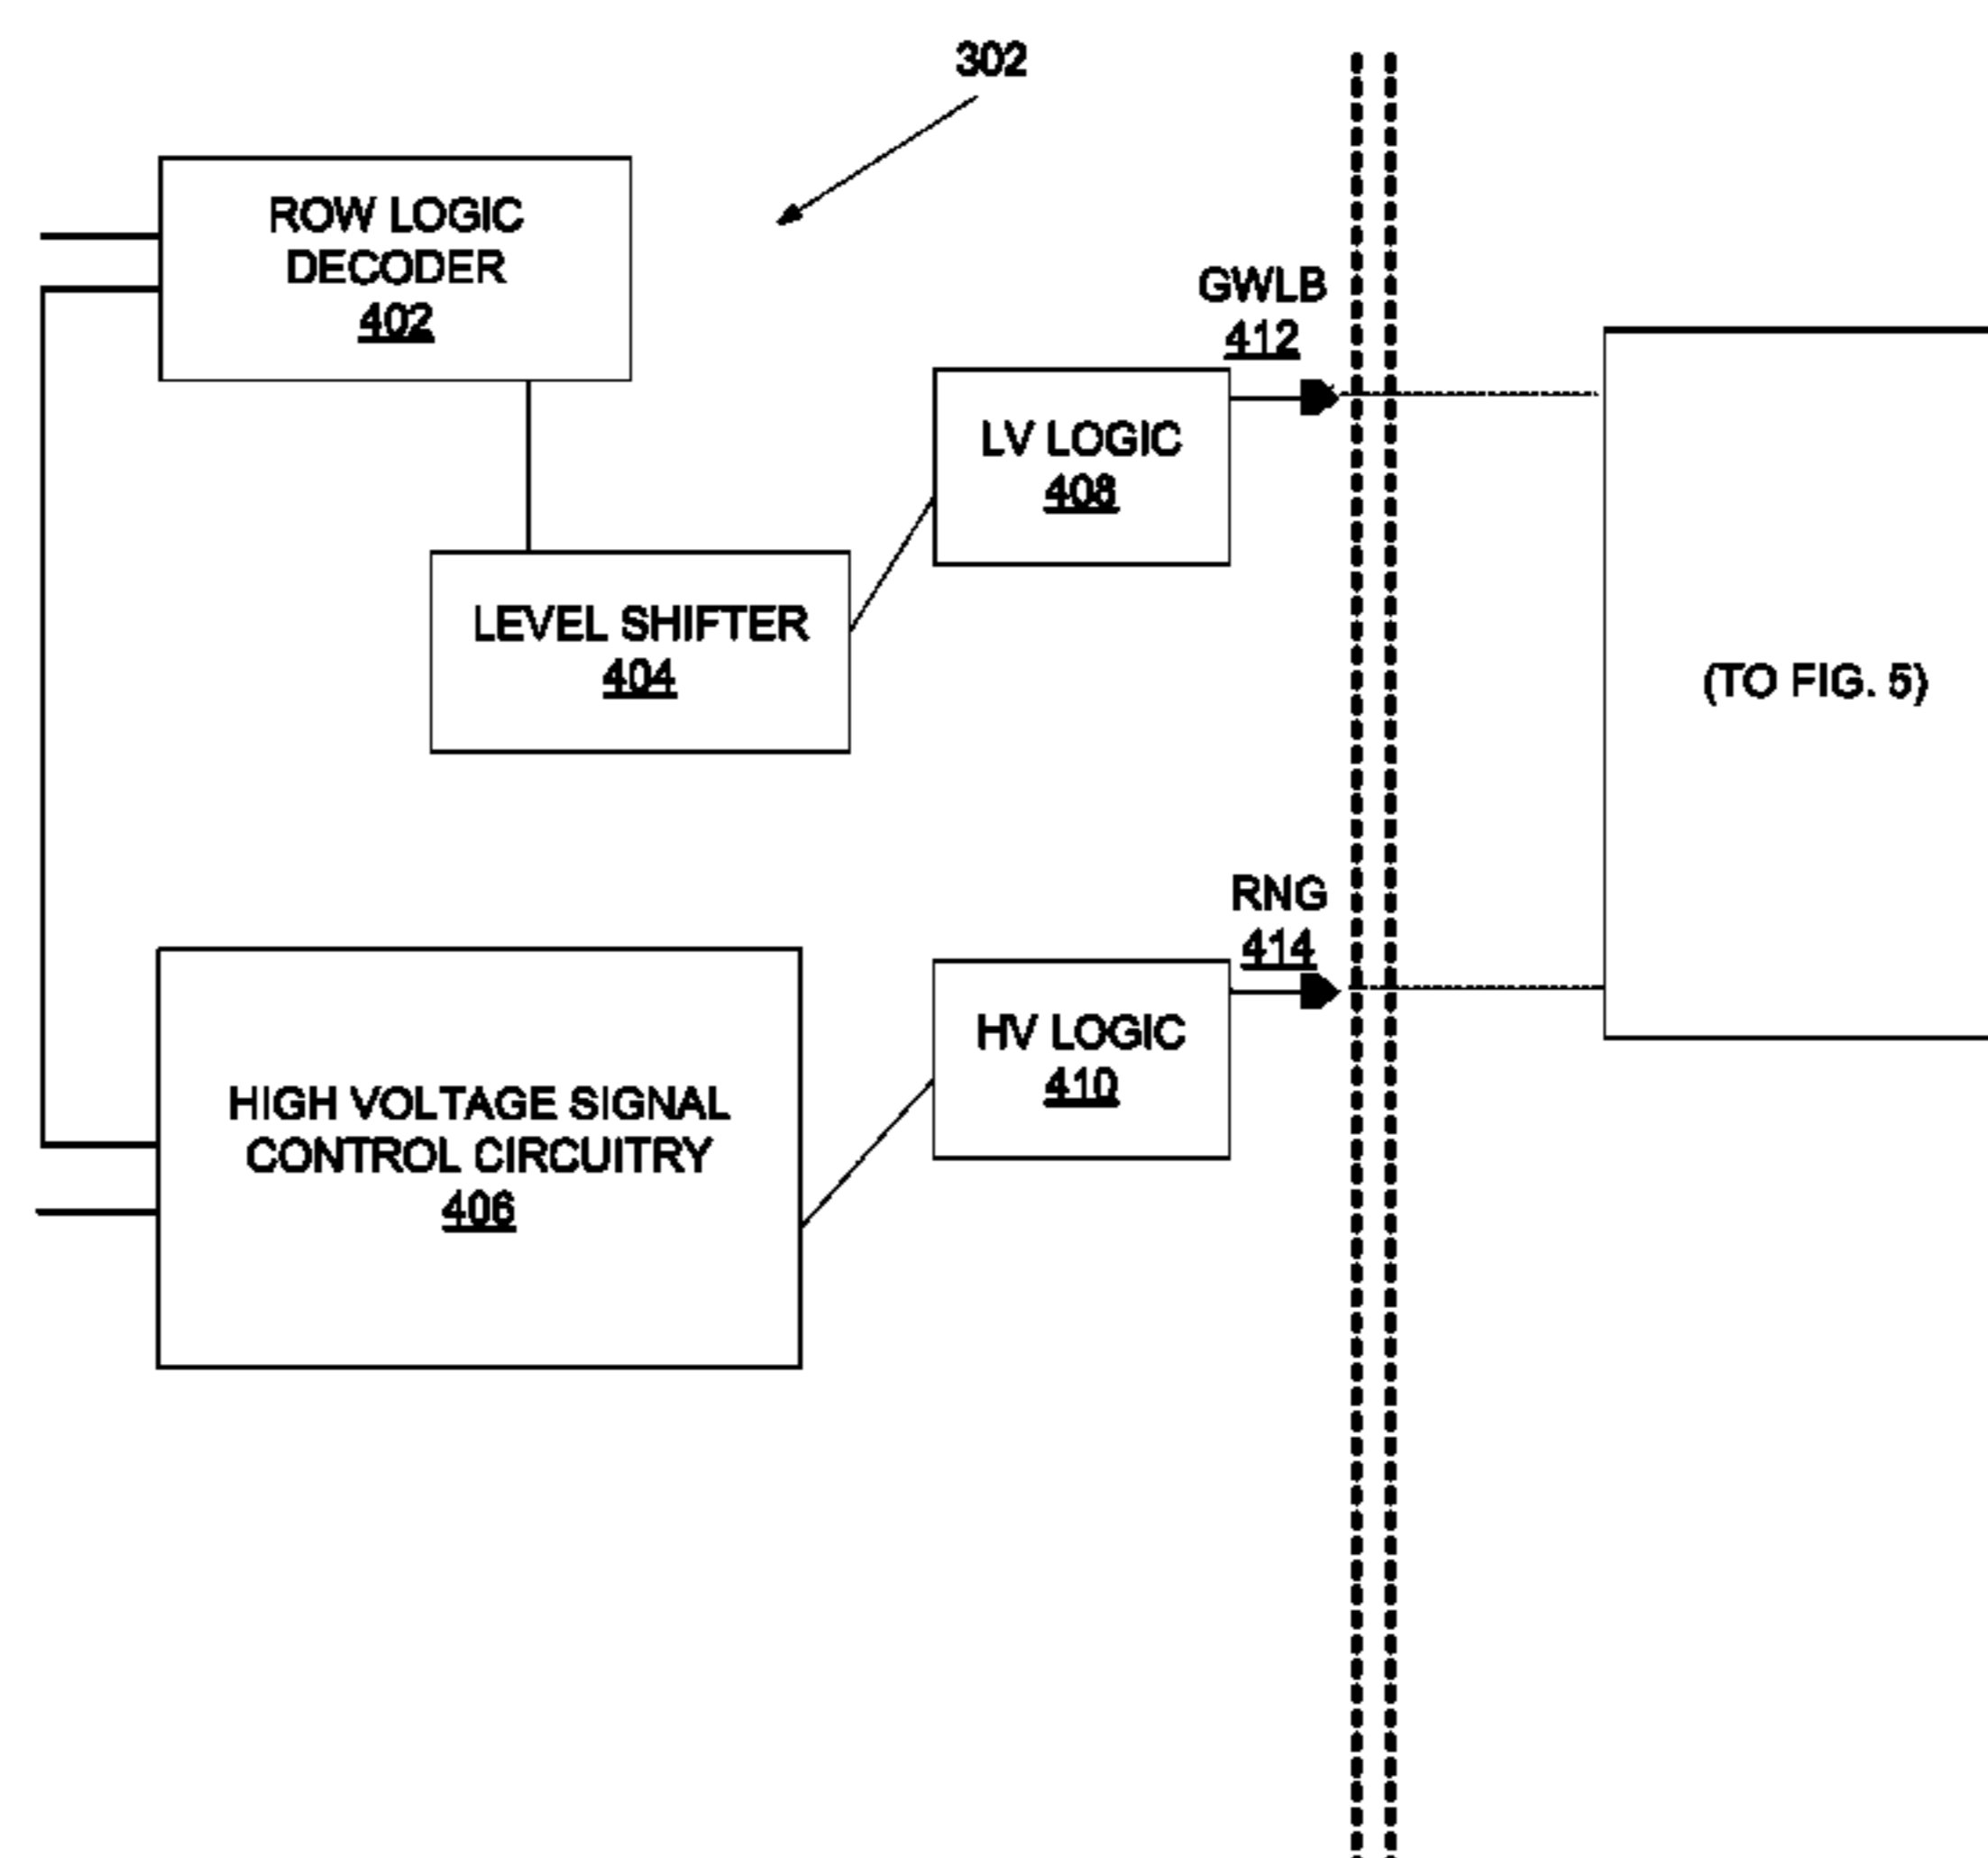 302
ROW LOGIC
DECODER
402
GWLB
412
LV LOGIC
408
LEVEL SHIFTER
404
(TO FIG. 5)
RNG
414
HV LOGIC
410
HIGH VOLTAGE SIGNAL
CONTROL CIRCUITRY
406